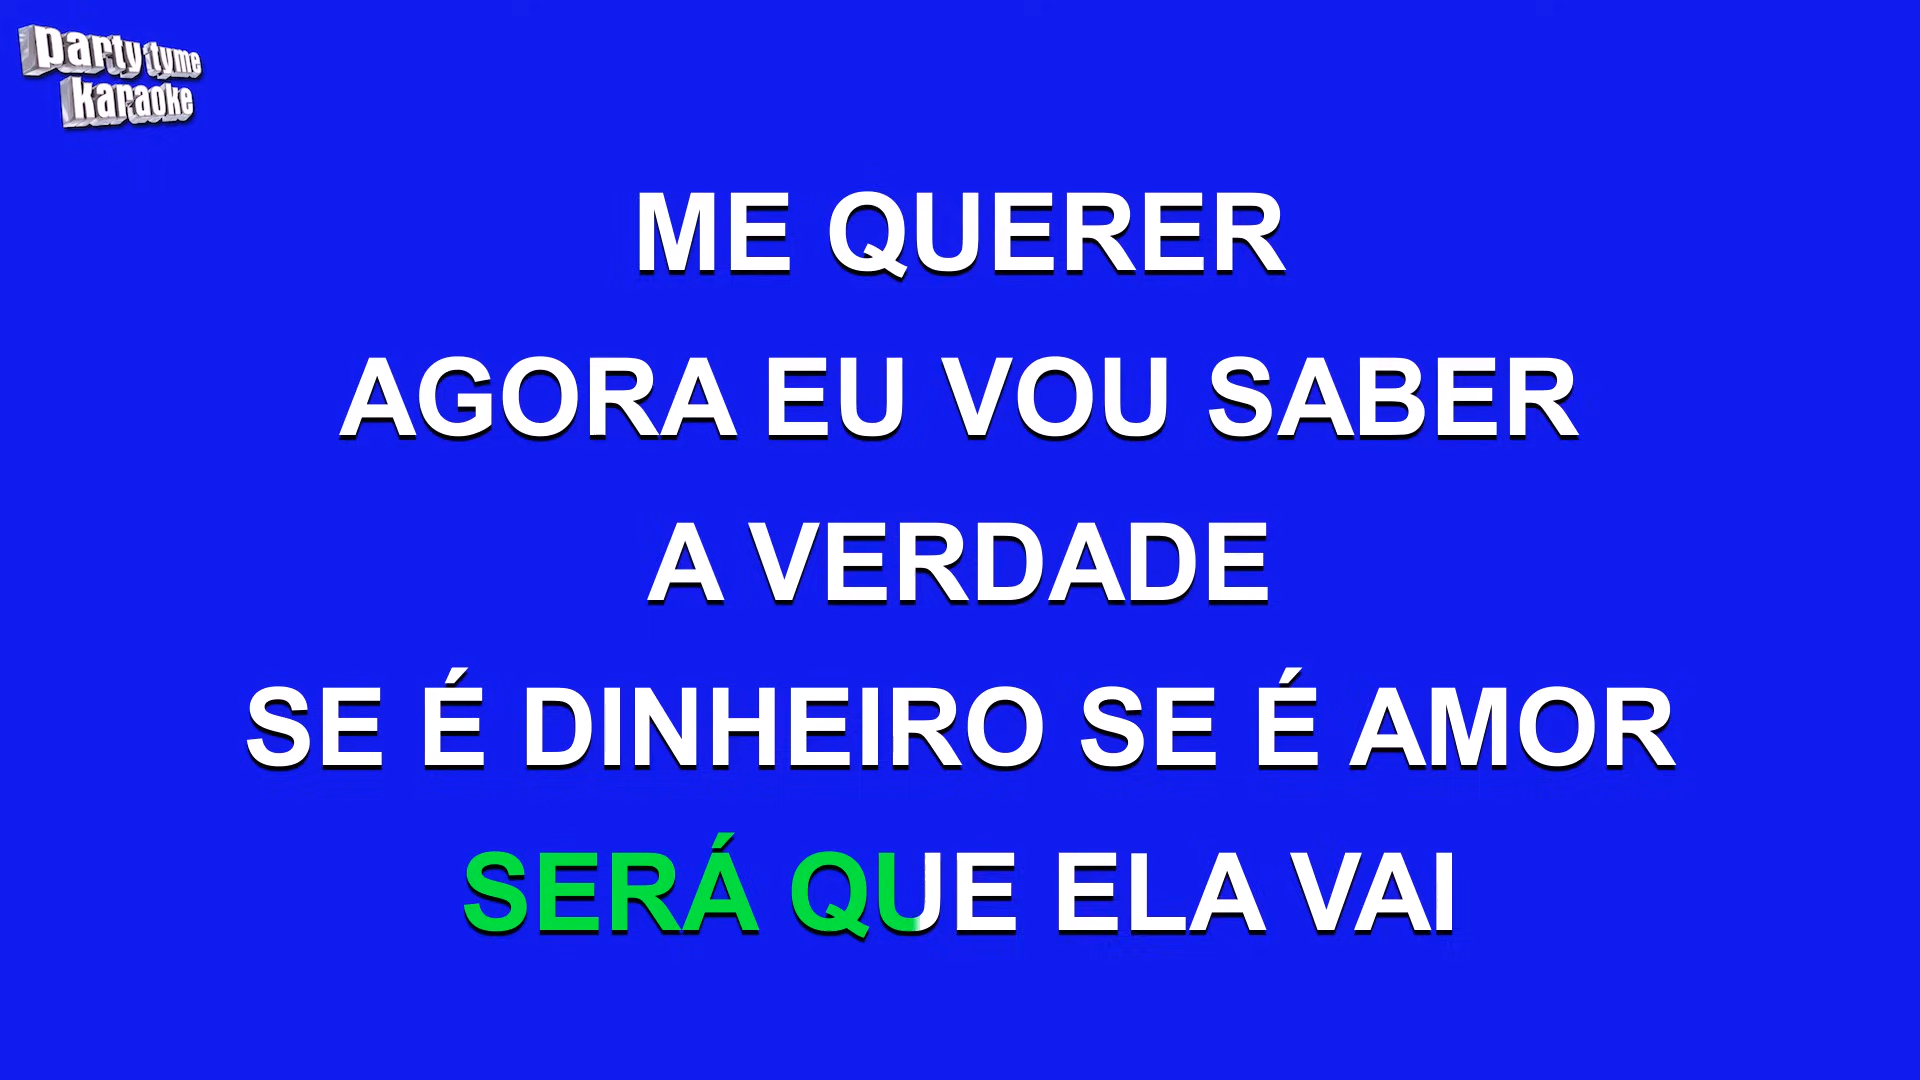 party tyme
karaoke
ME QUERER
AGORA EU VOU SABER
A VERDADE
SE É DINHEIRO SE É AMOR
SERÁ QUE ELA VAI